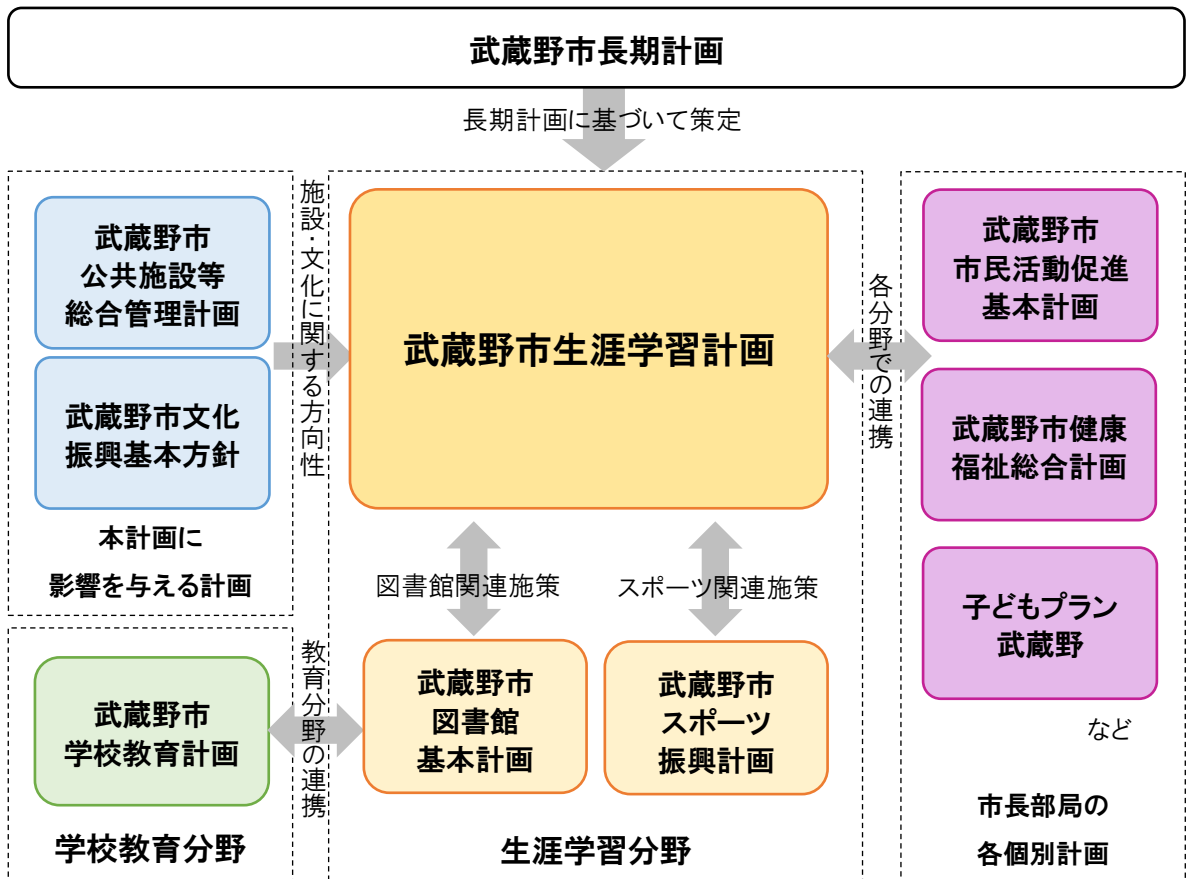 武蔵野市長期計画
長期計画に基づいて策定
武蔵野市
公共施設等
総合管理計画
武蔵野市文化
振興基本方針
本計画に
影響を与える計画
施設・文化に関する方向性
武蔵野市生涯学習計画
各分野での連携
武蔵野市
市民活動促進
基本計画
武蔵野市健康
福祉総合計画
子どもプラン
武蔵野
など
市長部局の
各個別計画
図書館関連施策
スポーツ関連施策
武蔵野市
図書館
基本計画
武蔵野市
スポーツ
振興計画
生涯学習分野
教育分野の連携
武蔵野市
学校教育計画
学校教育分野